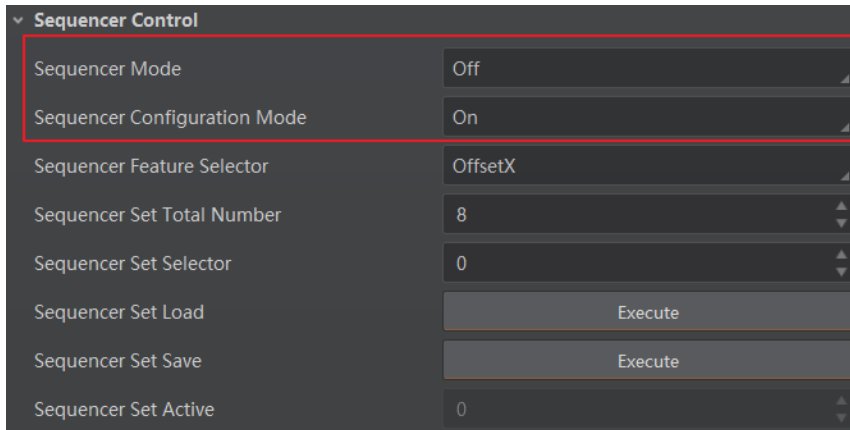 Sequencer Control
Sequencer Mode Off
Sequencer Configuration Mode On
Sequencer Feature Selector OffsetX
Sequencer Set Total Number 8
Sequencer Set Selector 0
Sequencer Set Load Execute
Sequencer Set Save Execute
Sequencer Set Active 0